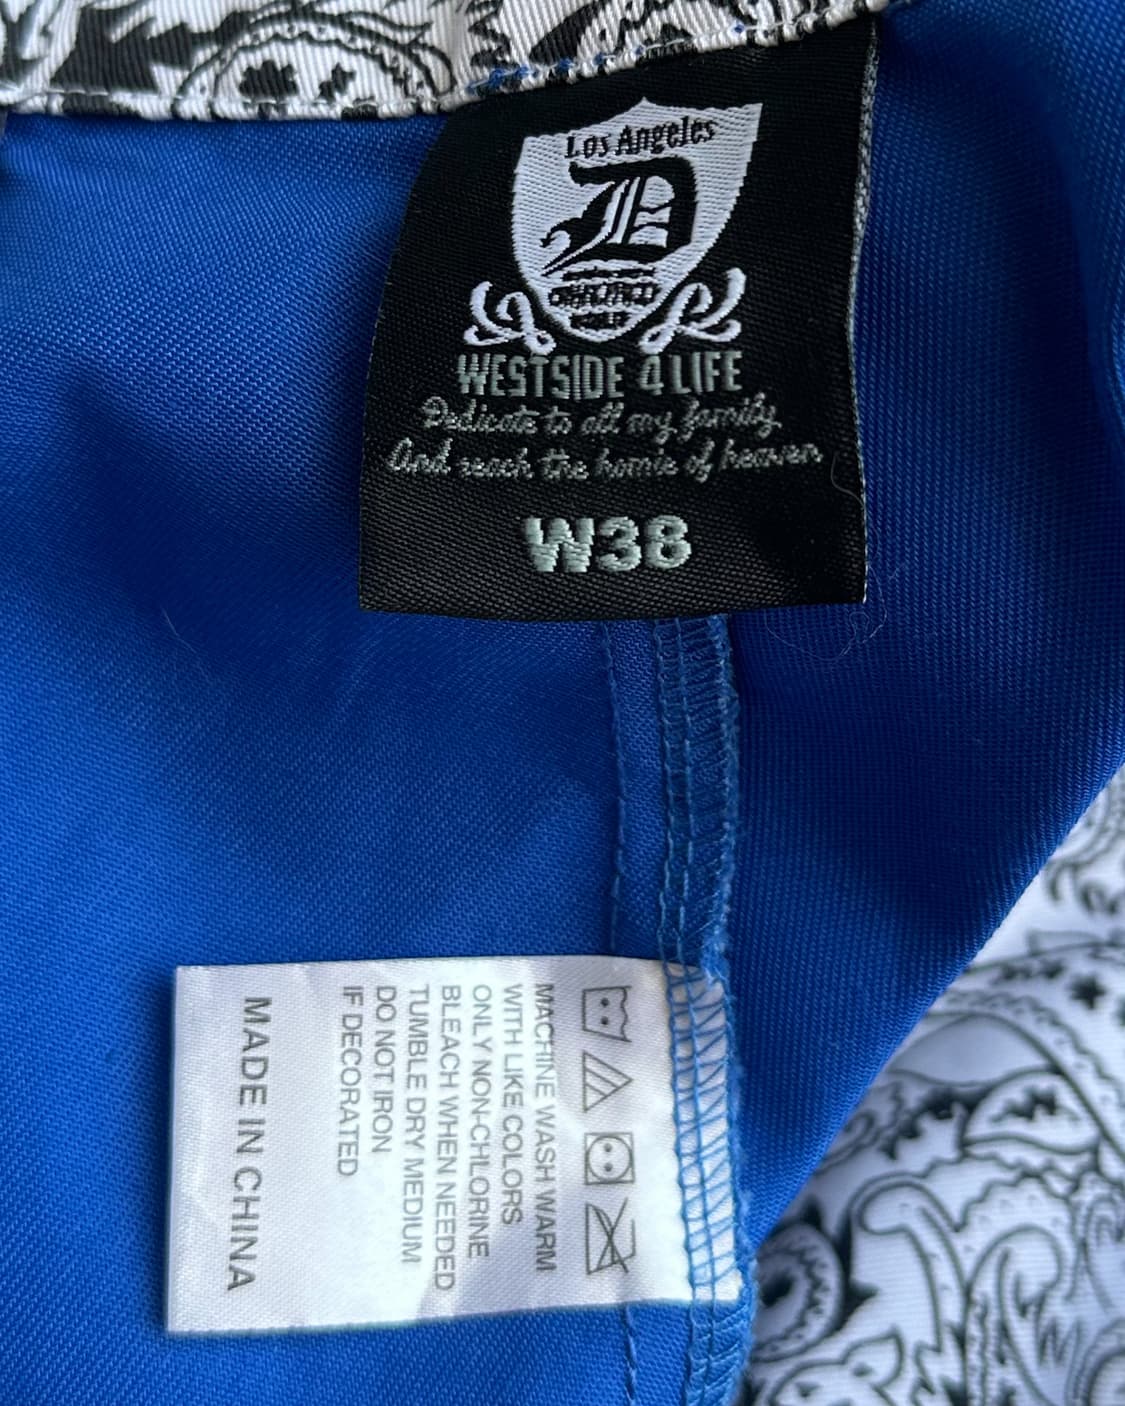 Los Angeles
D
WESTSIDE 4 LIFE
Dedicate to all my family
And reach the homie of heaven
W38
MACHINE WASH WARM
WITH LIKE COLORS
ONLY NON-CHLORINE
BLEACH WHEN NEEDED
TUMBLE DRY MEDIUM
DO NOT IRON
IF DECORATED
MADE IN CHINA